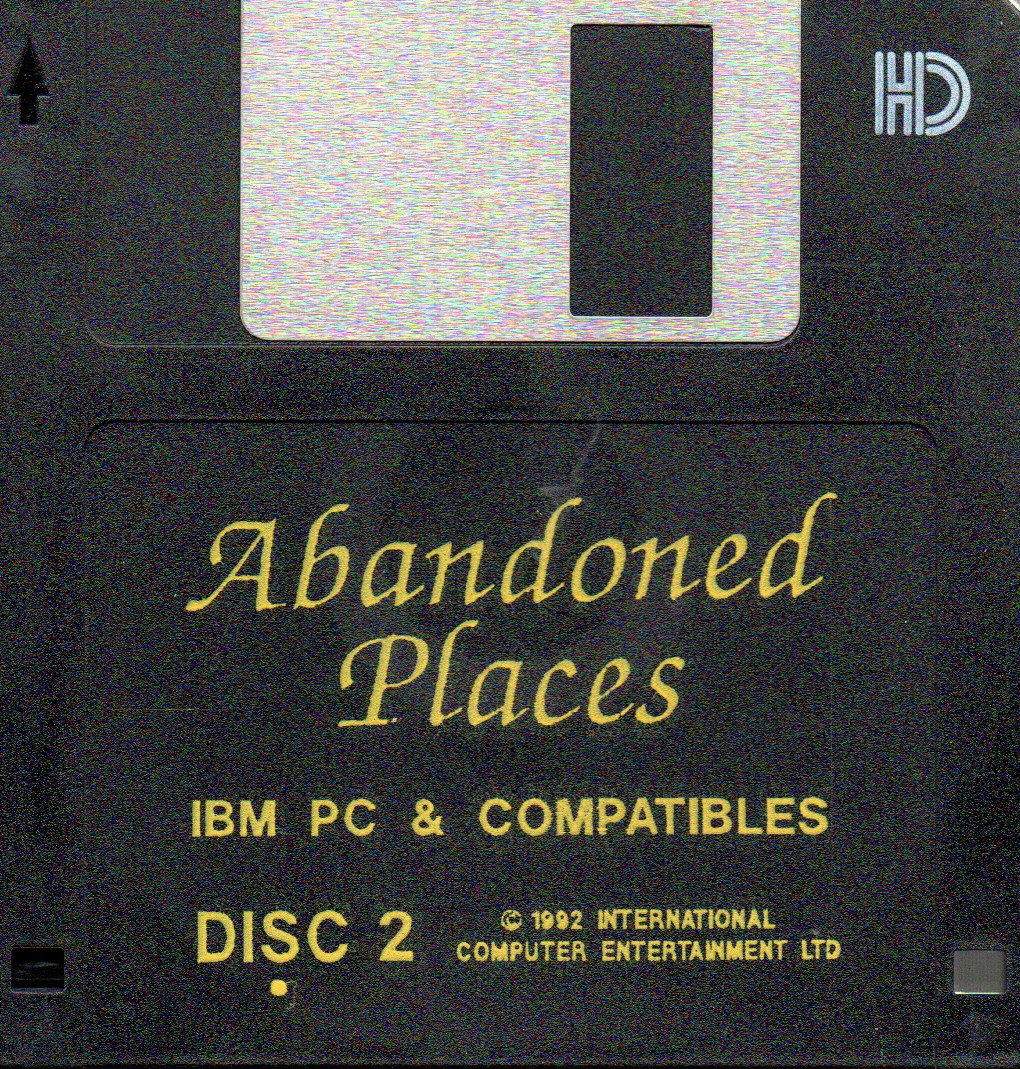 HD
Abandoned
Places
IBM PC & COMPATIBLES
DISC 2
© 1992 INTERNATIONAL
COMPUTER ENTERTAINMENT LTD